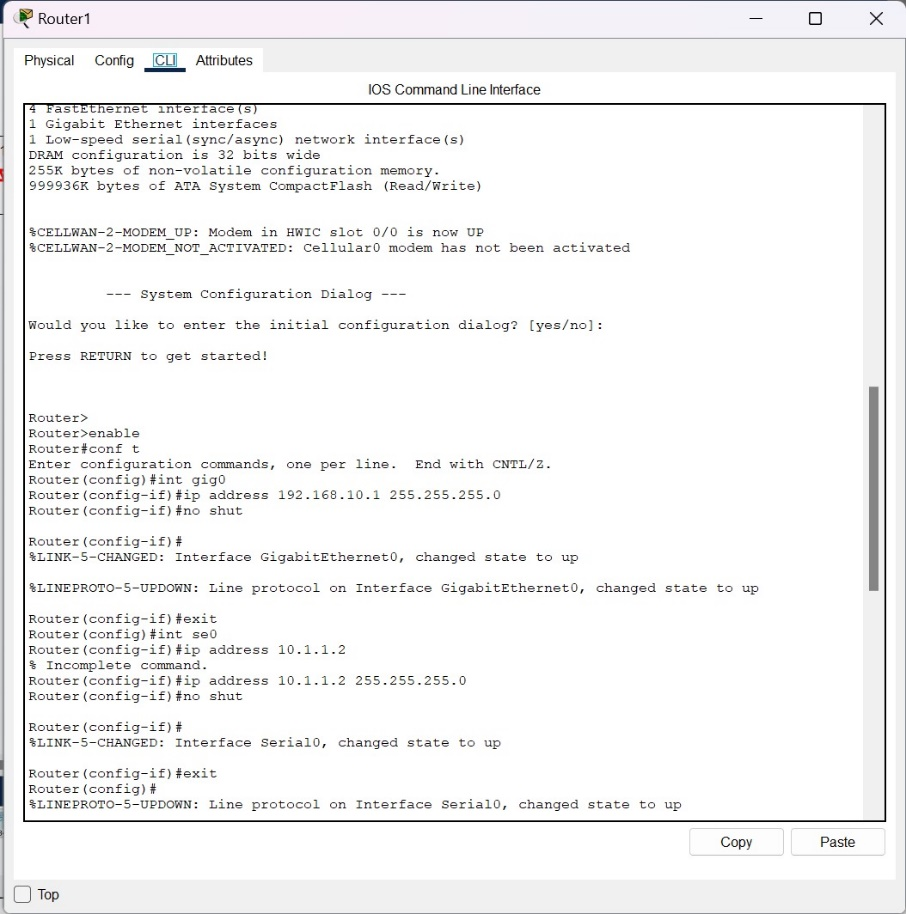 Router1
Physical Config CLI Attributes
IOS Command Line Interface
4 FastEthernet interface(s)
1 Gigabit Ethernet interfaces
1 Low-speed serial(sync/async) network interface(s)
DRAM configuration is 32 bits wide
255K bytes of non-volatile configuration memory.
999936K bytes of ATA System CompactFlash (Read/Write)
%CELLWAN-2-MODEM_UP: Modem in HWIC slot 0/0 is now UP
%CELLWAN-2-MODEM_NOT_ACTIVATED: Cellular0 modem has not been activated
--- System Configuration Dialog ---
Would you like to enter the initial configuration dialog? [yes/no]:
Press RETURN to get started!
Router>
Router>enable
Router#conf t
Enter configuration commands, one per line.  End with CNTL/Z.
Router(config)#int gig0
Router(config-if)#ip address 192.168.10.1 255.255.255.0
Router(config-if)#no shut
Router(config-if)#
%LINK-5-CHANGED: Interface GigabitEthernet0, changed state to up
%LINEPROTO-5-UPDOWN: Line protocol on Interface GigabitEthernet0, changed state to up
Router(config-if)#exit
Router(config)#int se0
Router(config-if)#ip address 10.1.1.2
% Incomplete command.
Router(config-if)#ip address 10.1.1.2 255.255.255.0
Router(config-if)#no shut
Router(config-if)#
%LINK-5-CHANGED: Interface Serial0, changed state to up
Router(config-if)#exit
Router(config)#
%LINEPROTO-5-UPDOWN: Line protocol on Interface Serial0, changed state to up
Copy Paste
Top